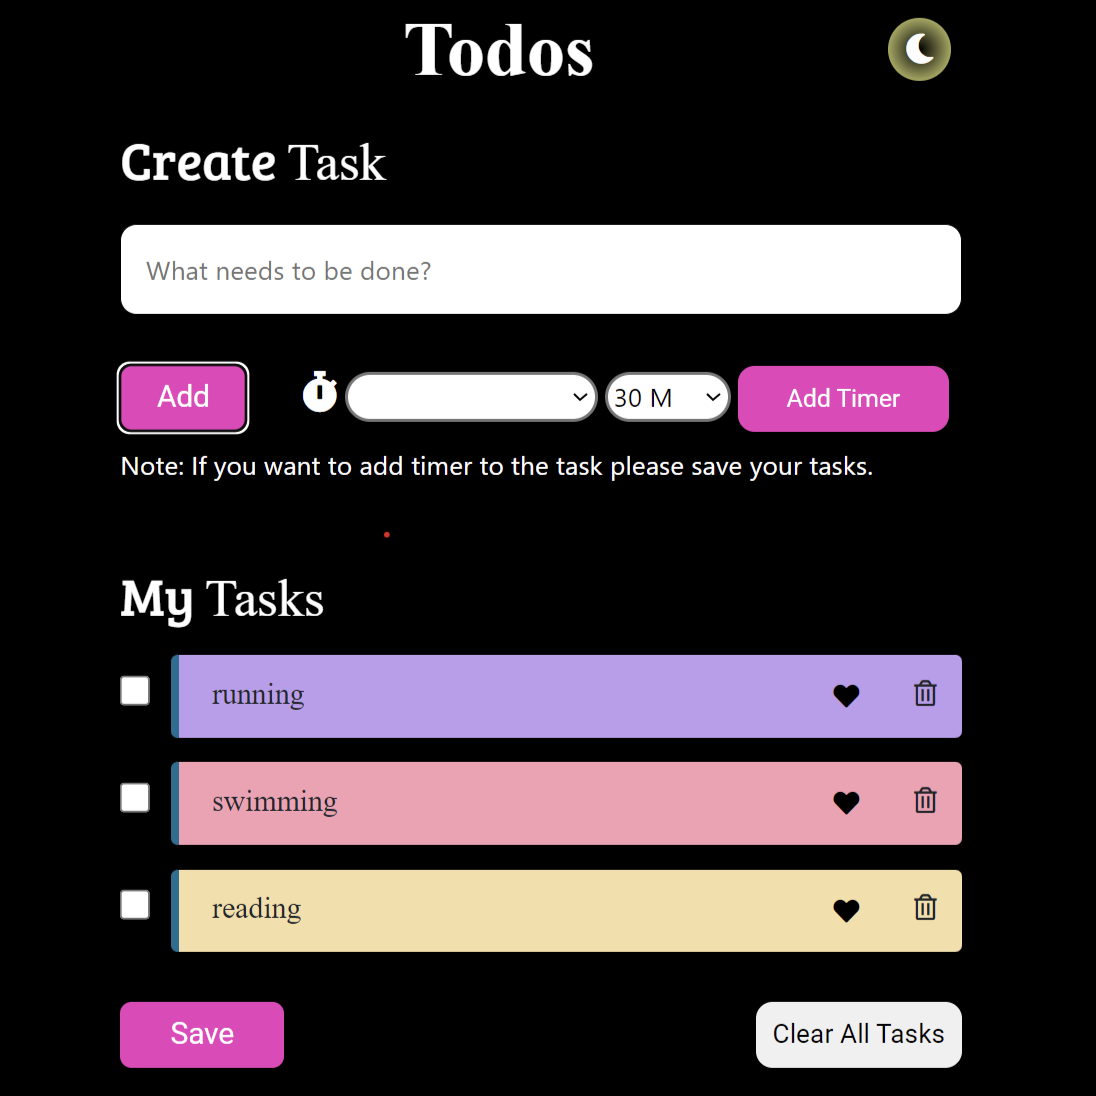 Todos
Create Task
What needs to be done?
Add
30 M
Add Timer
Note: If you want to add timer to the task please save your tasks.
My Tasks
running
swimming
reading
Save
Clear All Tasks